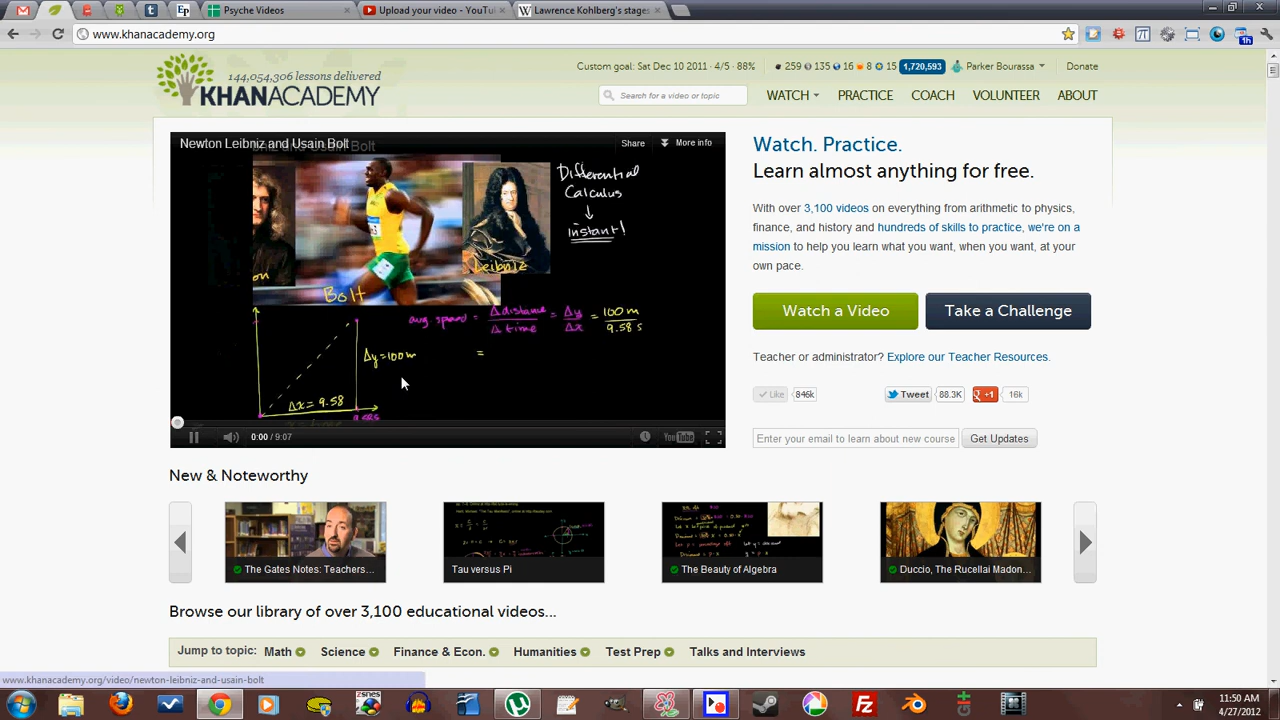 Psyche Videos
Upload your video - YouTu
Lawrence Kohlberg's stages
www.khanacademy.org
144,054,306 lessons delivered
KHANACADEMY
Custom goal: Sat Dec 10 2011 - 4/5 - 88%
259 135 16 8 15 1,720,593 Parker Bourassa Donate
Search for a video or topic
WATCH PRACTICE COACH VOLUNTEER ABOUT
Newton Leibniz and Usain Bolt
Share More info
Differential
Calculus
↓
instant!
on
Bolt
Leibniz
avg speed = Δdistance / Δ time = Δy / Δx = 100 m / 9.58 s
Δy = 100 m
=
Δx = 9.58
9.58 s
0:00 / 9:07
YouTube
Watch. Practice.
Learn almost anything for free.
With over 3,100 videos on everything from arithmetic to physics,
finance, and history and hundreds of skills to practice, we're on a
mission to help you learn what you want, when you want, at your
own pace.
Watch a Video Take a Challenge
Teacher or administrator? Explore our Teacher Resources.
Like 846k Tweet 88.3K +1 16k
Enter your email to learn about new course Get Updates
New & Noteworthy
The Gates Notes: Teachers...
Tau versus Pi
The Beauty of Algebra
Duccio, The Rucellai Madon...
Browse our library of over 3,100 educational videos...
Jump to topic: Math Science Finance & Econ. Humanities Test Prep Talks and Interviews
www.khanacademy.org/video/newton-leibniz-and-usain-bolt
11:50 AM
4/27/2012